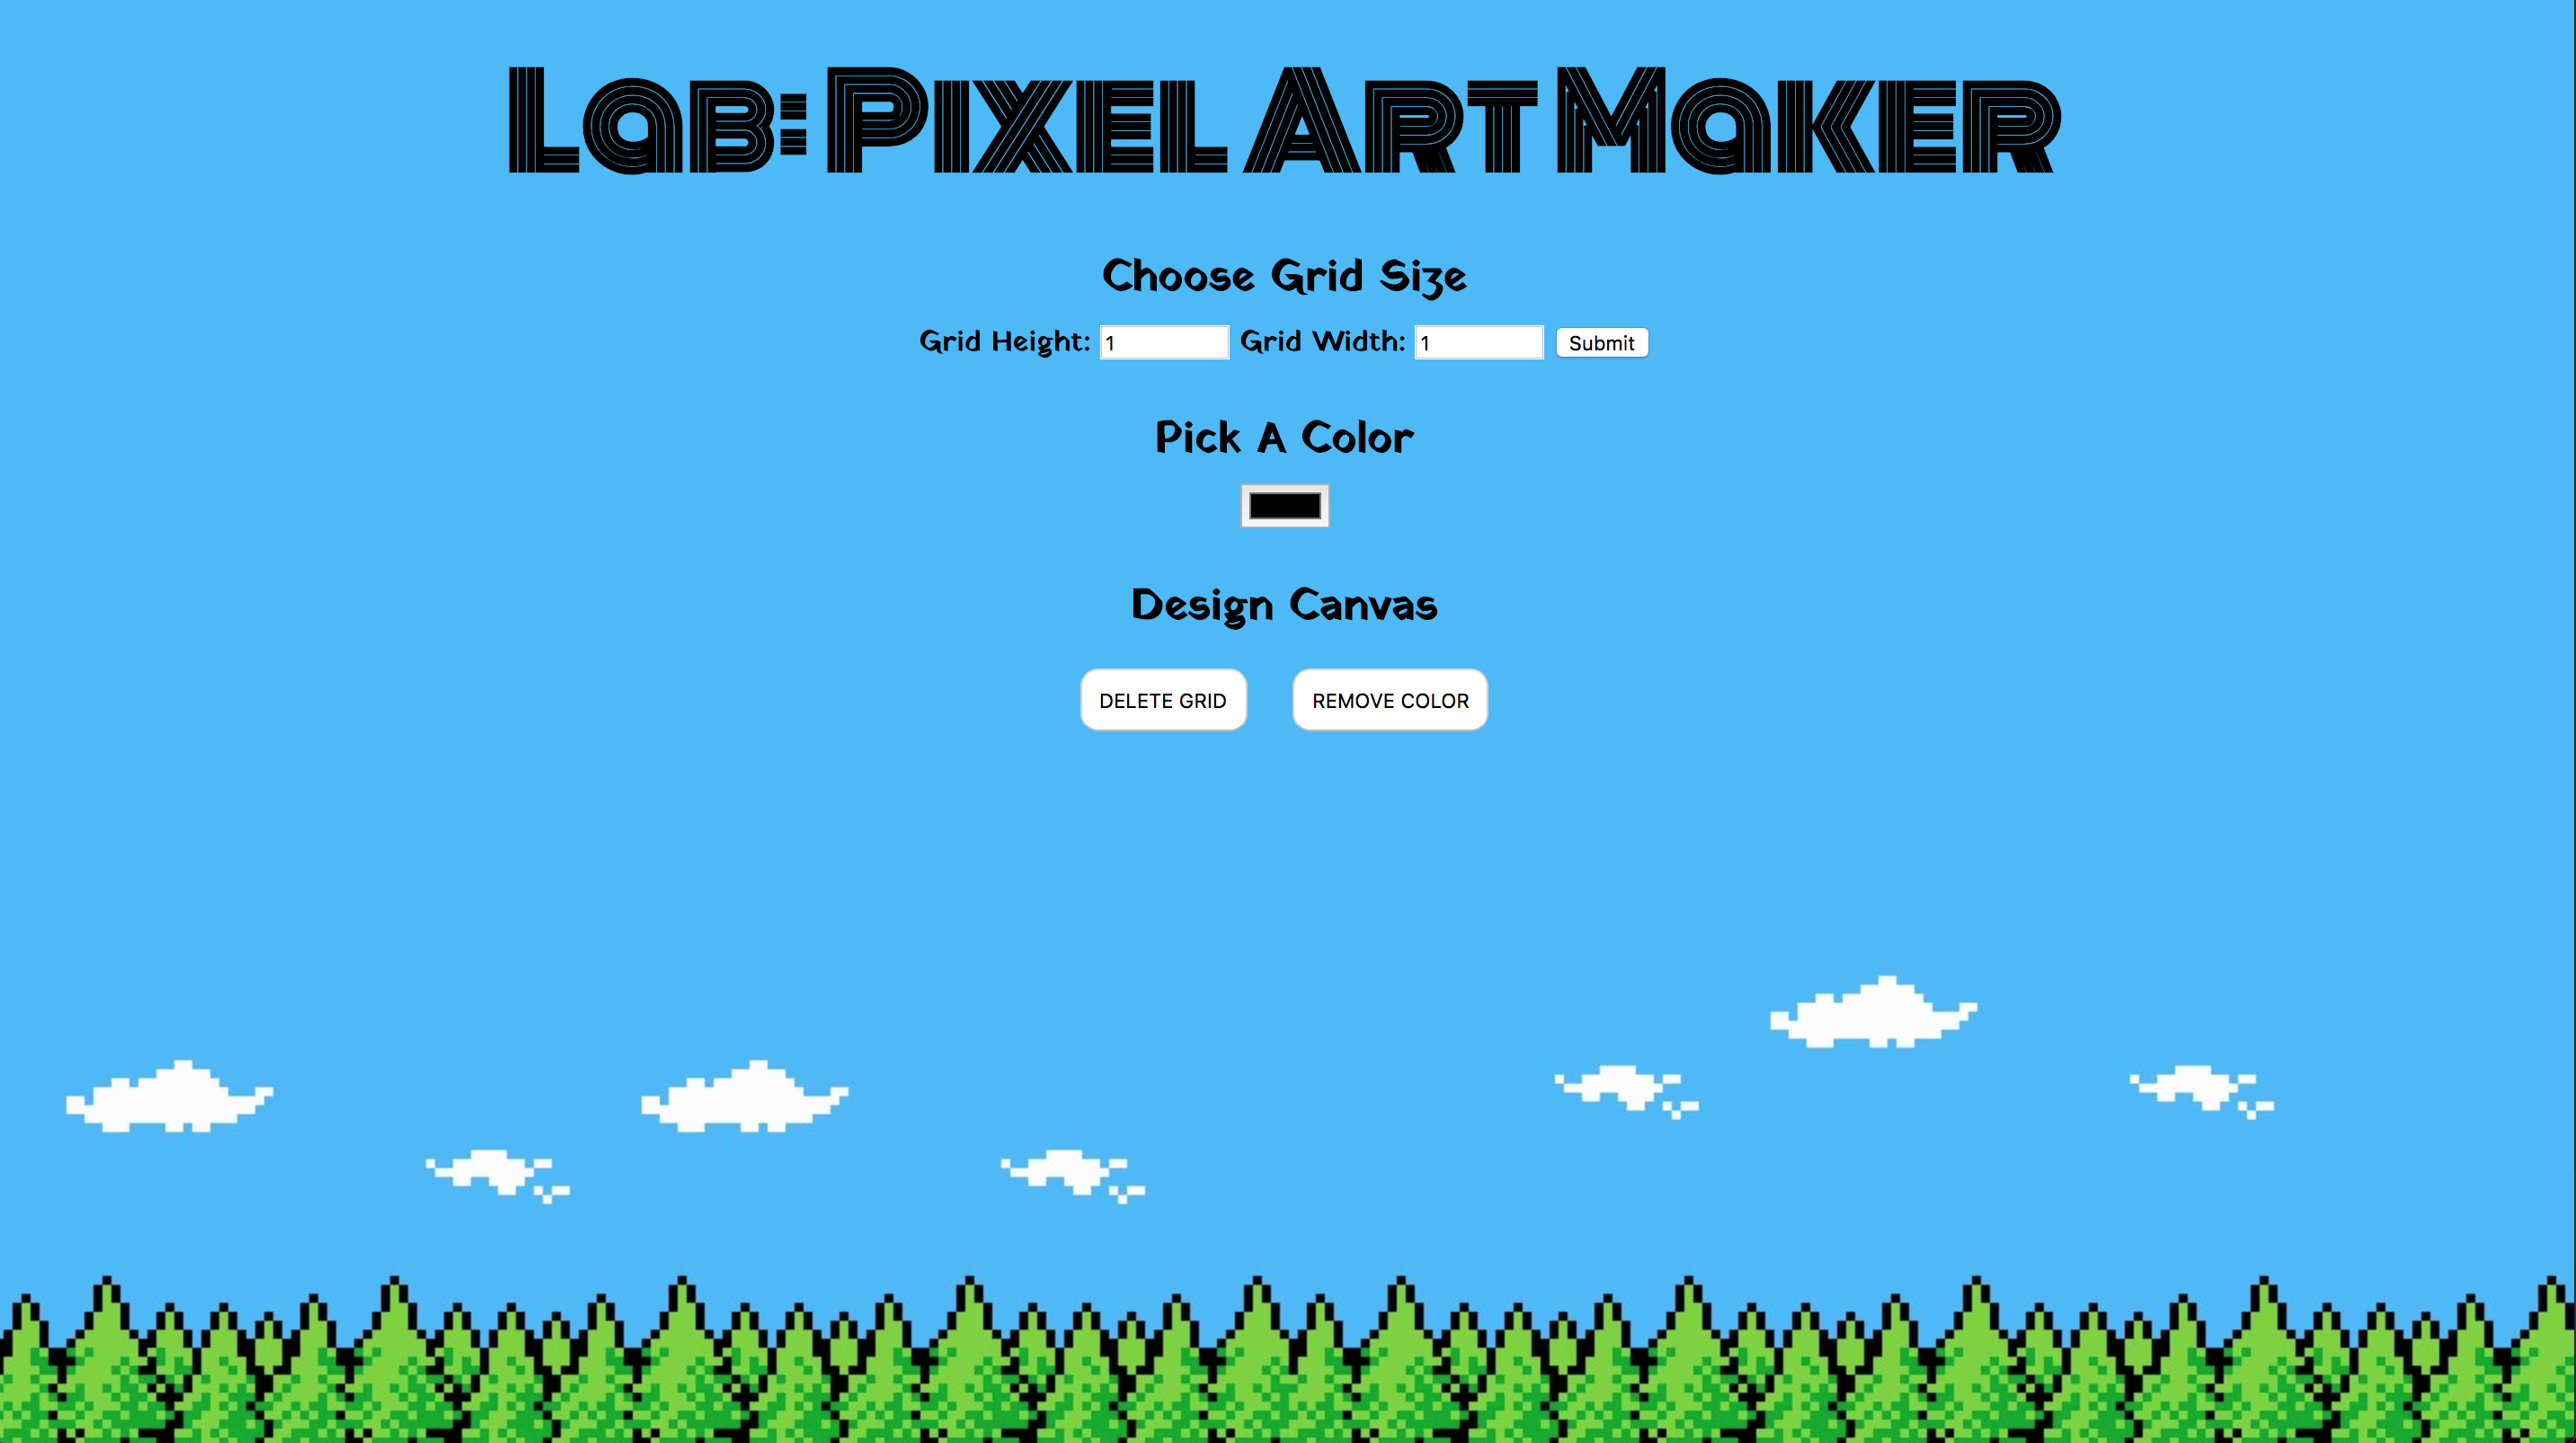 Lab: Pixel Art Maker
Choose Grid Size
Grid Height: 1 Grid Width: 1 Submit
Pick A Color
Design Canvas
DELETE GRID REMOVE COLOR